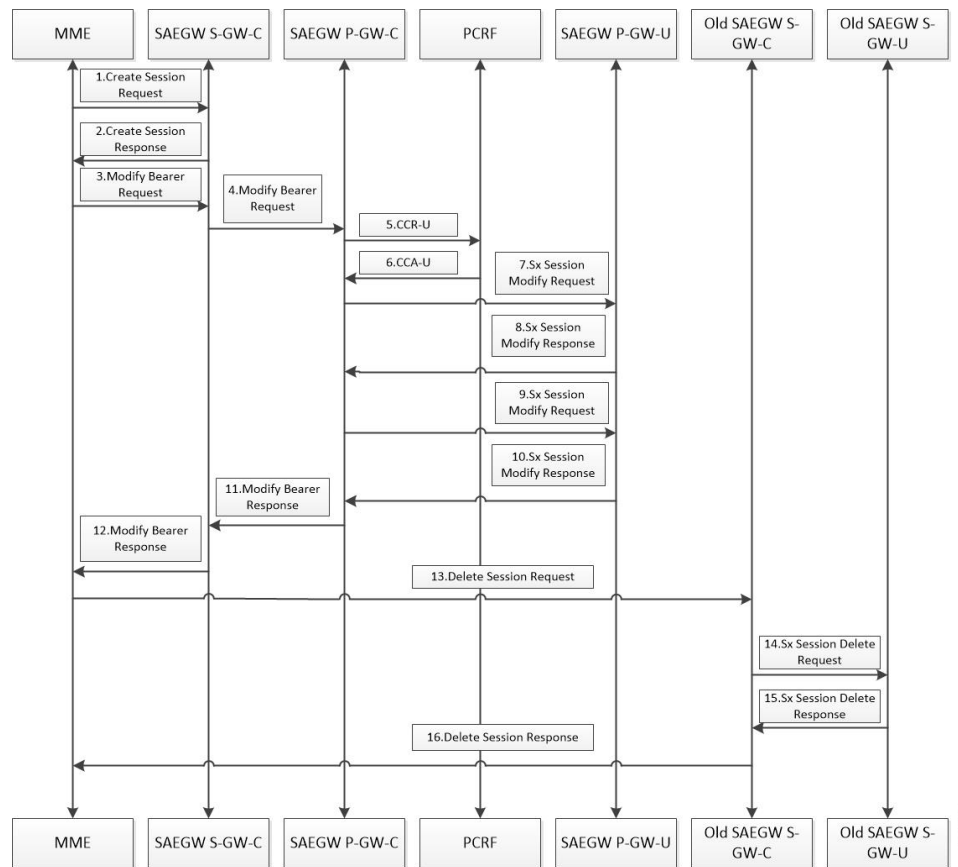 MME
SAEGW S-GW-C
SAEGW P-GW-C
PCRF
SAEGW P-GW-U
Old SAEGW S-
GW-C
Old SAEGW S-
GW-U
1.Create Session
Request
2.Create Session
Response
3.Modify Bearer
Request
4.Modify Bearer
Request
5.CCR-U
6.CCA-U
7.Sx Session
Modify Request
8.Sx Session
Modify Response
9.Sx Session
Modify Request
10.Sx Session
Modify Response
11.Modify Bearer
Response
12.Modify Bearer
Response
13.Delete Session Request
14.Sx Session Delete
Request
15.Sx Session Delete
Response
16.Delete Session Response
MME
SAEGW S-GW-C
SAEGW P-GW-C
PCRF
SAEGW P-GW-U
Old SAEGW S-
GW-C
Old SAEGW S-
GW-U